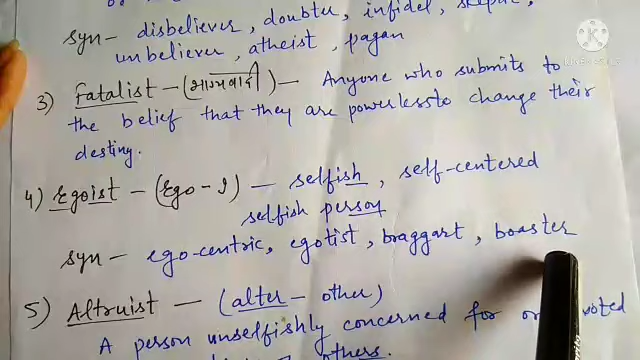 syn - disbeliever, doubter, infidel,
unbeliever, atheist, pagan
3) Fatalist - (भाग्यवादी) - Anyone who submits to
the belief that they are powerless to change their
destiny.
4) Egoist - (Ego - I) - selfish, self-centered
selfish person
syn - ego-centric, egotist, braggart, boaster
5) Altruist - (alter - other)
A person unselfishly concerned for or
others.